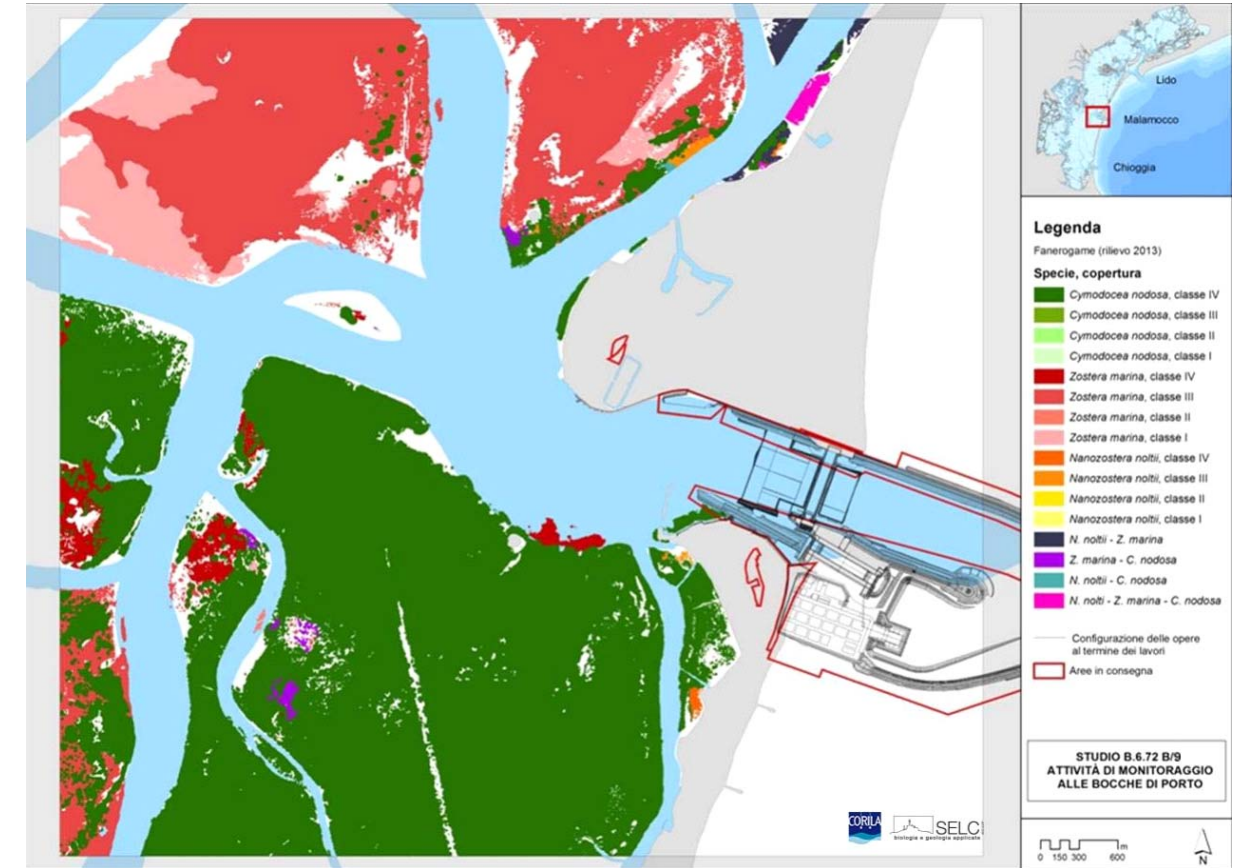 Lido
Malamocco
Chioggia
Legenda
Fanerogame (rilievo 2013)
Specie, copertura
Cymodocea nodosa, classe IV
Cymodocea nodosa, classe III
Cymodocea nodosa, classe II
Cymodocea nodosa, classe I
Zostera marina, classe IV
Zostera marina, classe III
Zostera marina, classe II
Zostera marina, classe I
Nanozostera noltii, classe IV
Nanozostera noltii, classe III
Nanozostera noltii, classe II
Nanozostera noltii, classe I
N. noltii - Z. marina
Z. marina - C. nodosa
N. noltii - C. nodosa
N. nolti - Z. marina - C. nodosa
Configurazione delle opere
al termine dei lavori
Aree in consegna
STUDIO B.6.72 B/9
ATTIVITÀ DI MONITORAGGIO
ALLE BOCCHE DI PORTO
CORILA
SELC
biologia e geologia applicate
m
0 150 300 600
N